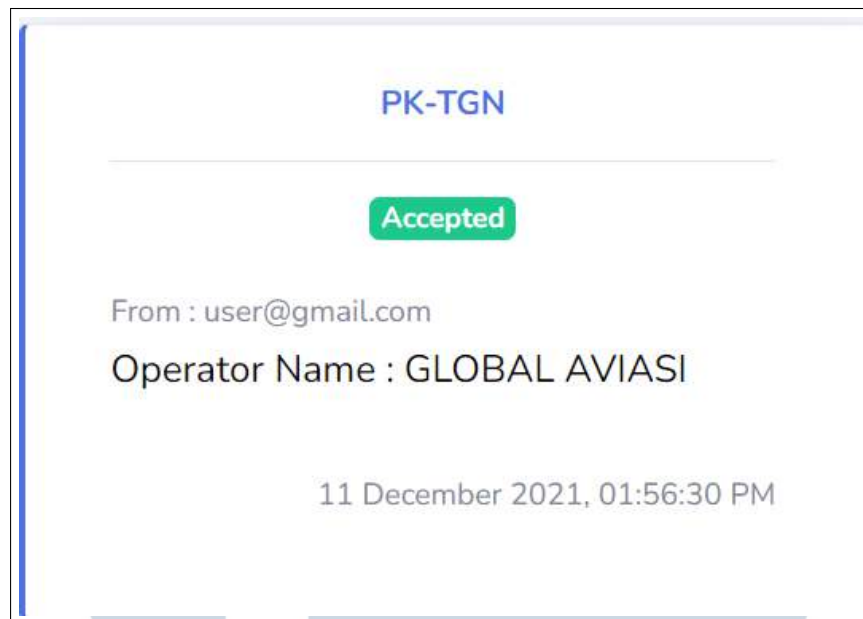 PK-TGN
Accepted
From : user@gmail.com
Operator Name : GLOBAL AVIASI
11 December 2021, 01:56:30 PM